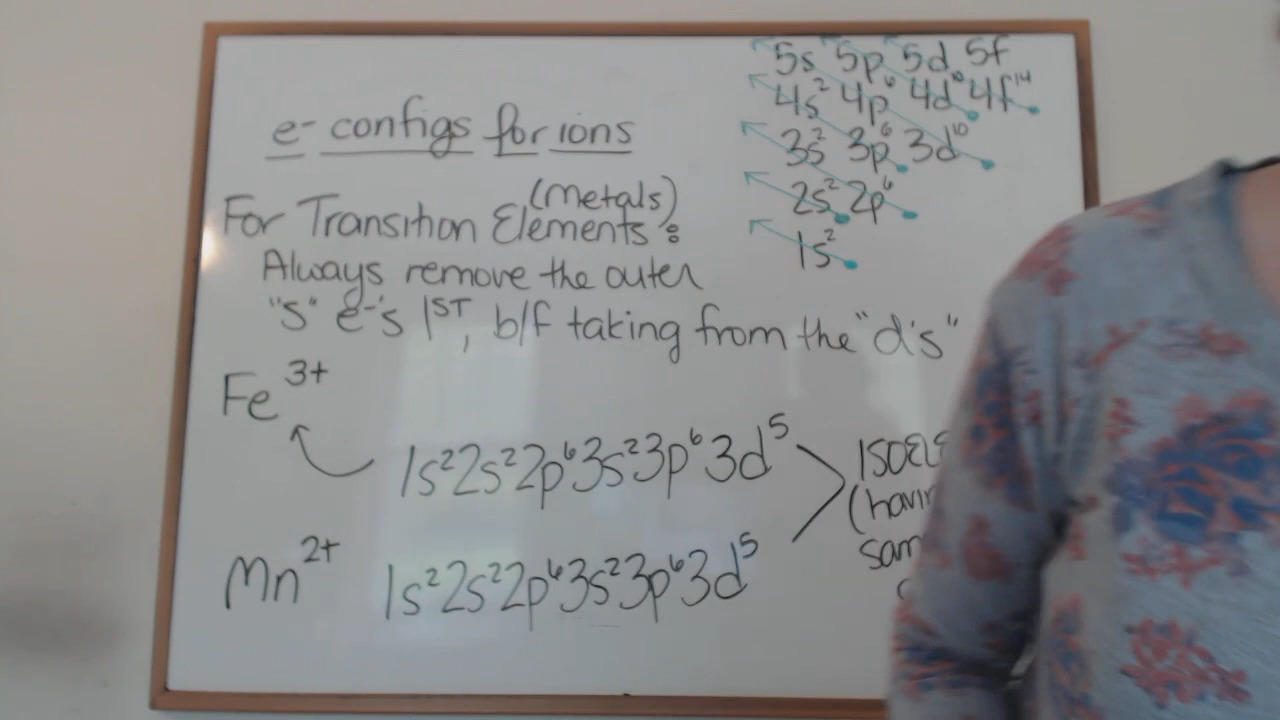 e- configs for ions
For Transition Elements (Metals):
Always remove the outer
"s" e-'s 1ST, b/f taking from the "d's"
Fe3+
1s²2s²2p⁶3s²3p⁶3d⁵
Mn2+ 1s²2s²2p⁶3s²3p⁶3d⁵
5s 5p 5d 5f
4s² 4p⁶ 4d¹⁰ 4f¹⁴
3s² 3p⁶ 3d¹⁰
2s² 2p⁶
1s²